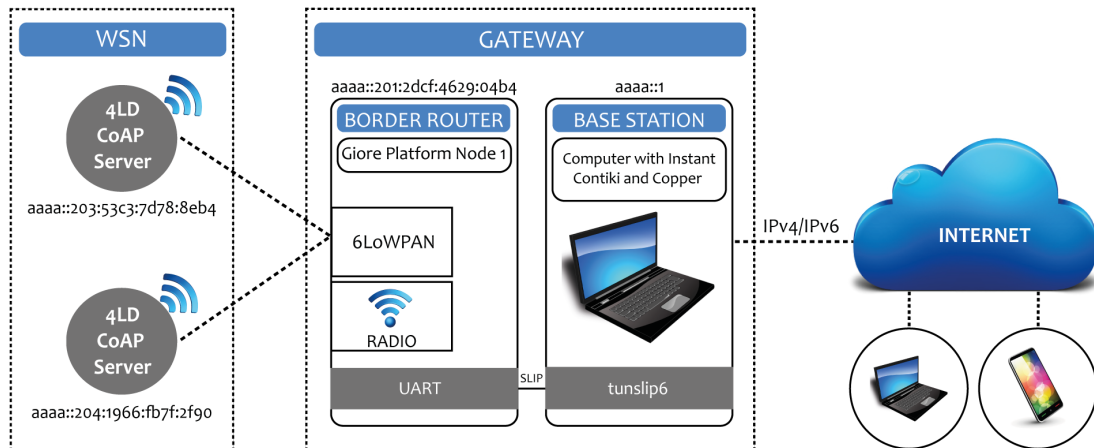 WSN
4LD
CoAP
Server
aaaa::203:53c3:7d78:8eb4
4LD
CoAP
Server
aaaa::204:1966:fb7f:2f90
GATEWAY
aaaa::201:2dcf:4629:04b4
BORDER ROUTER
Giore Platform Node 1
6LoWPAN
RADIO
UART
SLIP
aaaa::1
BASE STATION
Computer with Instant
Contiki and Copper
tunslip6
IPv4/IPv6
INTERNET